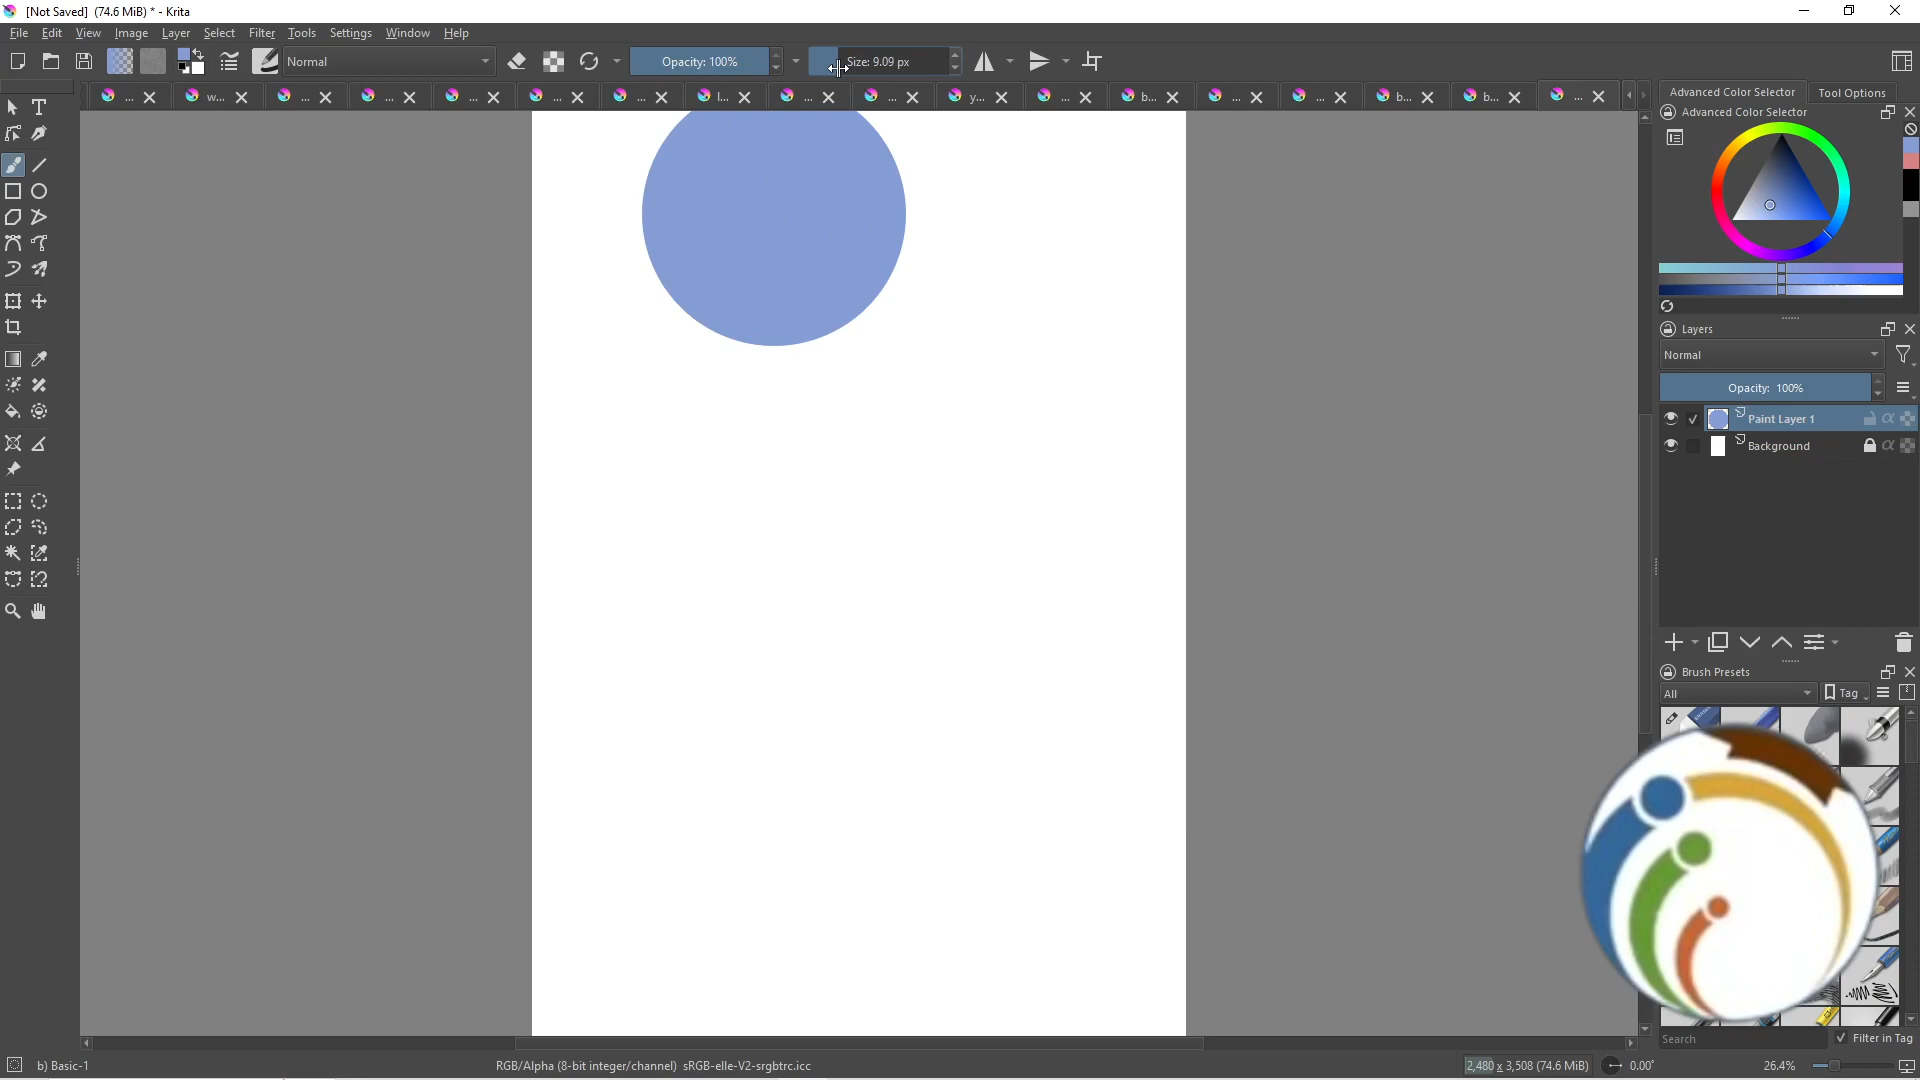 [Not Saved] (74.6 MiB) * - Krita
File Edit View Image Layer Select Filter Tools Settings Window Help
Normal Opacity: 100% Size: 9.09 px
... w... ... ... ... ... ... l... ... ... y... ... b... ... ... b... b... ...
Advanced Color Selector Tool Options
Advanced Color Selector
Layers
Normal
Opacity: 100%
Paint Layer 1
Background
Brush Presets
All Tag
Search Filter in Tag
b) Basic-1 RGB/Alpha (8-bit integer/channel) sRGB-elle-V2-srgbtrc.icc 2,480 x 3,508 (74.6 MiB) 0.00° 26.4%